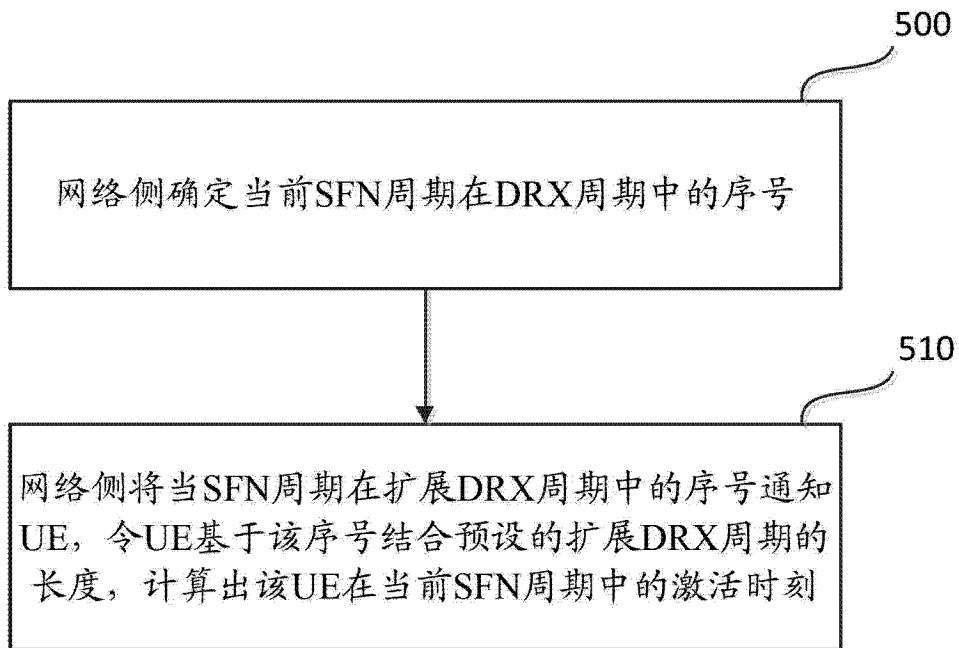 500
网络侧确定当前SFN周期在DRX周期中的序号
510
网络侧将当SFN周期在扩展DRX周期中的序号通知
UE，令UE基于该序号结合预设的扩展DRX周期的
长度，计算出该UE在当前SFN周期中的激活时刻